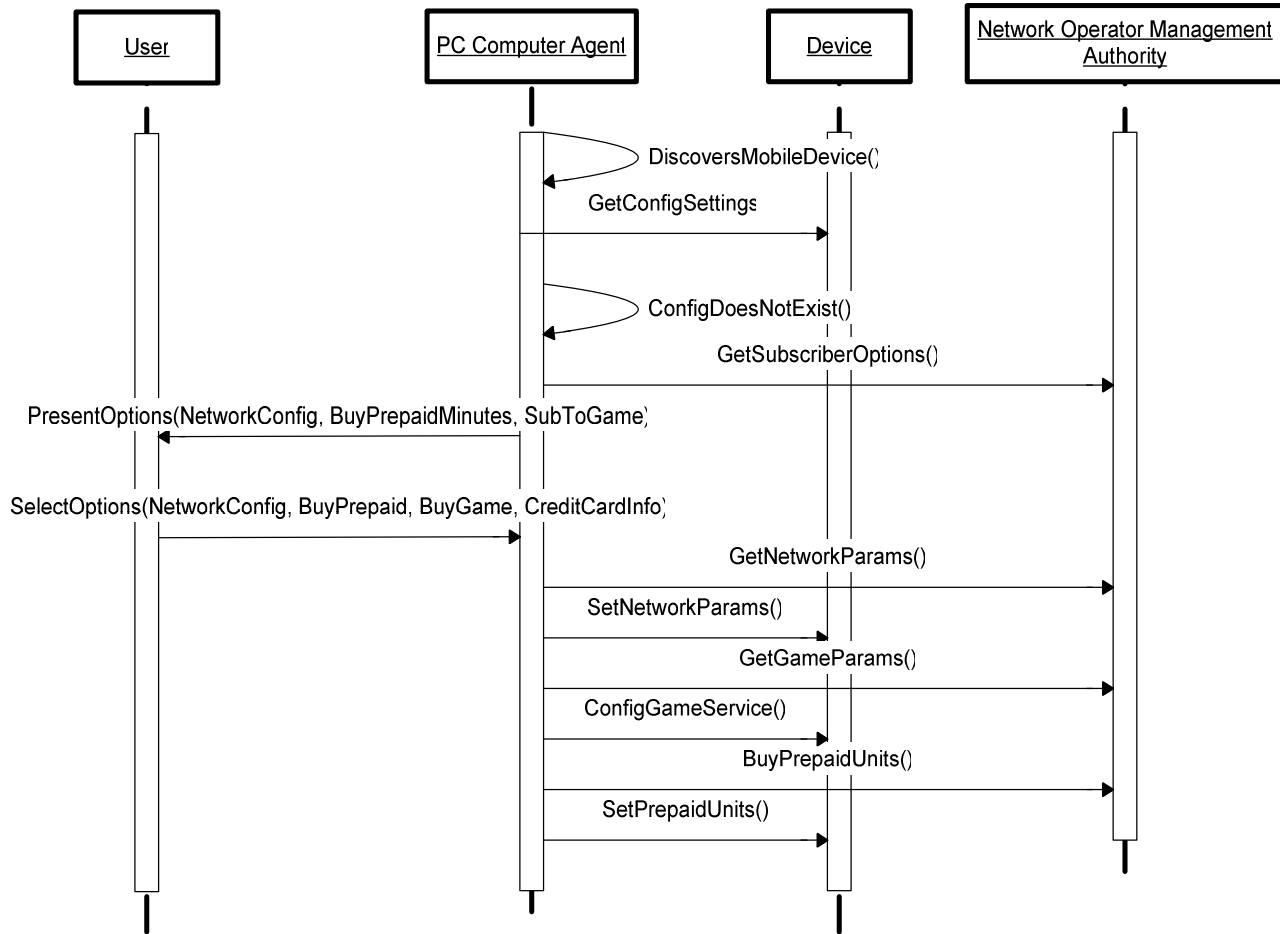 User
PC Computer Agent
Device
Network Operator Management
Authority
DiscoversMobileDevice()
GetConfigSettings
ConfigDoesNotExist()
GetSubscriberOptions()
PresentOptions(NetworkConfig, BuyPrepaidMinutes, SubToGame)
SelectOptions(NetworkConfig, BuyPrepaid, BuyGame, CreditCardInfo)
GetNetworkParams()
SetNetworkParams()
GetGameParams()
ConfigGameService()
BuyPrepaidUnits()
SetPrepaidUnits()